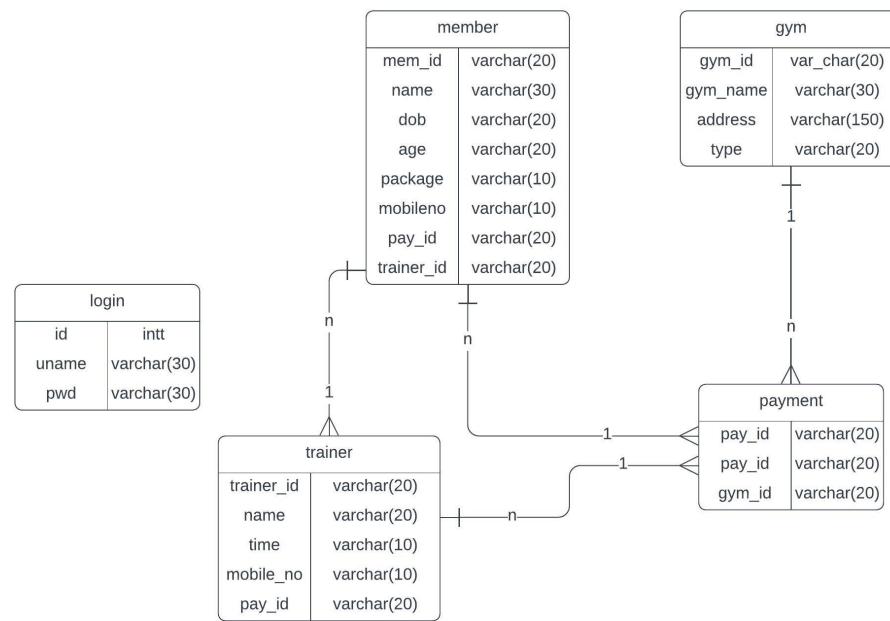 member
mem_id varchar(20)
name varchar(30)
dob varchar(20)
age varchar(20)
package varchar(10)
mobileno varchar(10)
pay_id varchar(20)
trainer_id varchar(20)
gym
gym_id var_char(20)
gym_name varchar(30)
address varchar(150)
type varchar(20)
login
id intt
uname varchar(30)
pwd varchar(30)
n
1
n
1
1
n
1
n
payment
pay_id varchar(20)
pay_id varchar(20)
gym_id varchar(20)
trainer
trainer_id varchar(20)
name varchar(20)
time varchar(10)
mobile_no varchar(10)
pay_id varchar(20)